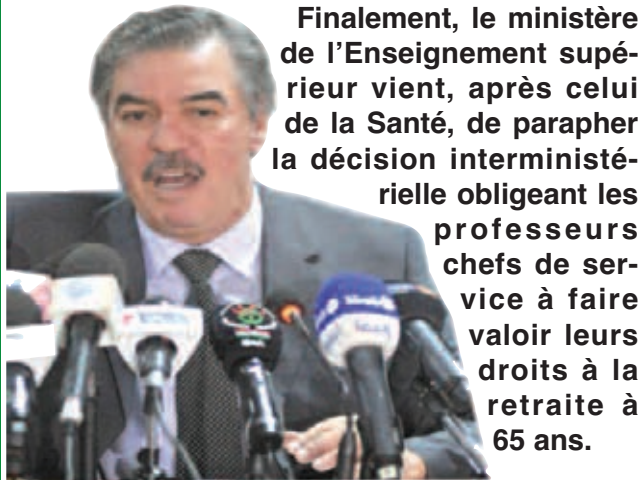 Finalement, le ministère
de l’Enseignement supé-
rieur vient, après celui
de la Santé, de parapher
la décision interministé-
rielle obligeant les
professeurs
chefs de ser-
vice à faire
valoir leurs
droits à la
retraite à
65 ans.